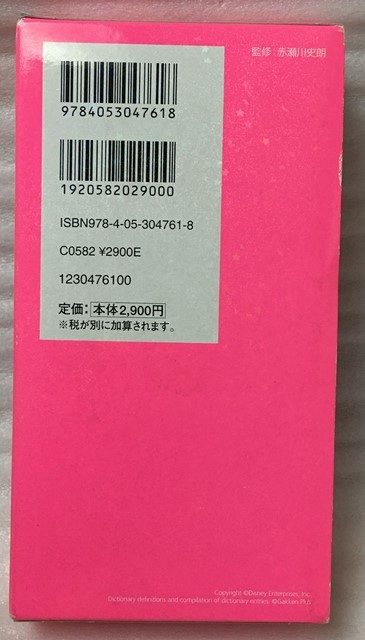 監修：赤瀬川史朗
9784053047618
1920582029000
ISBN978-4-05-304761-8
C0582 ¥2900E
1230476100
定価：本体2,900円
※税が別に加算されます。
Copyright ©Disney Enterprises, Inc.
Dictionary definitions and compilation of dictionary entries: ©Gakken Plus